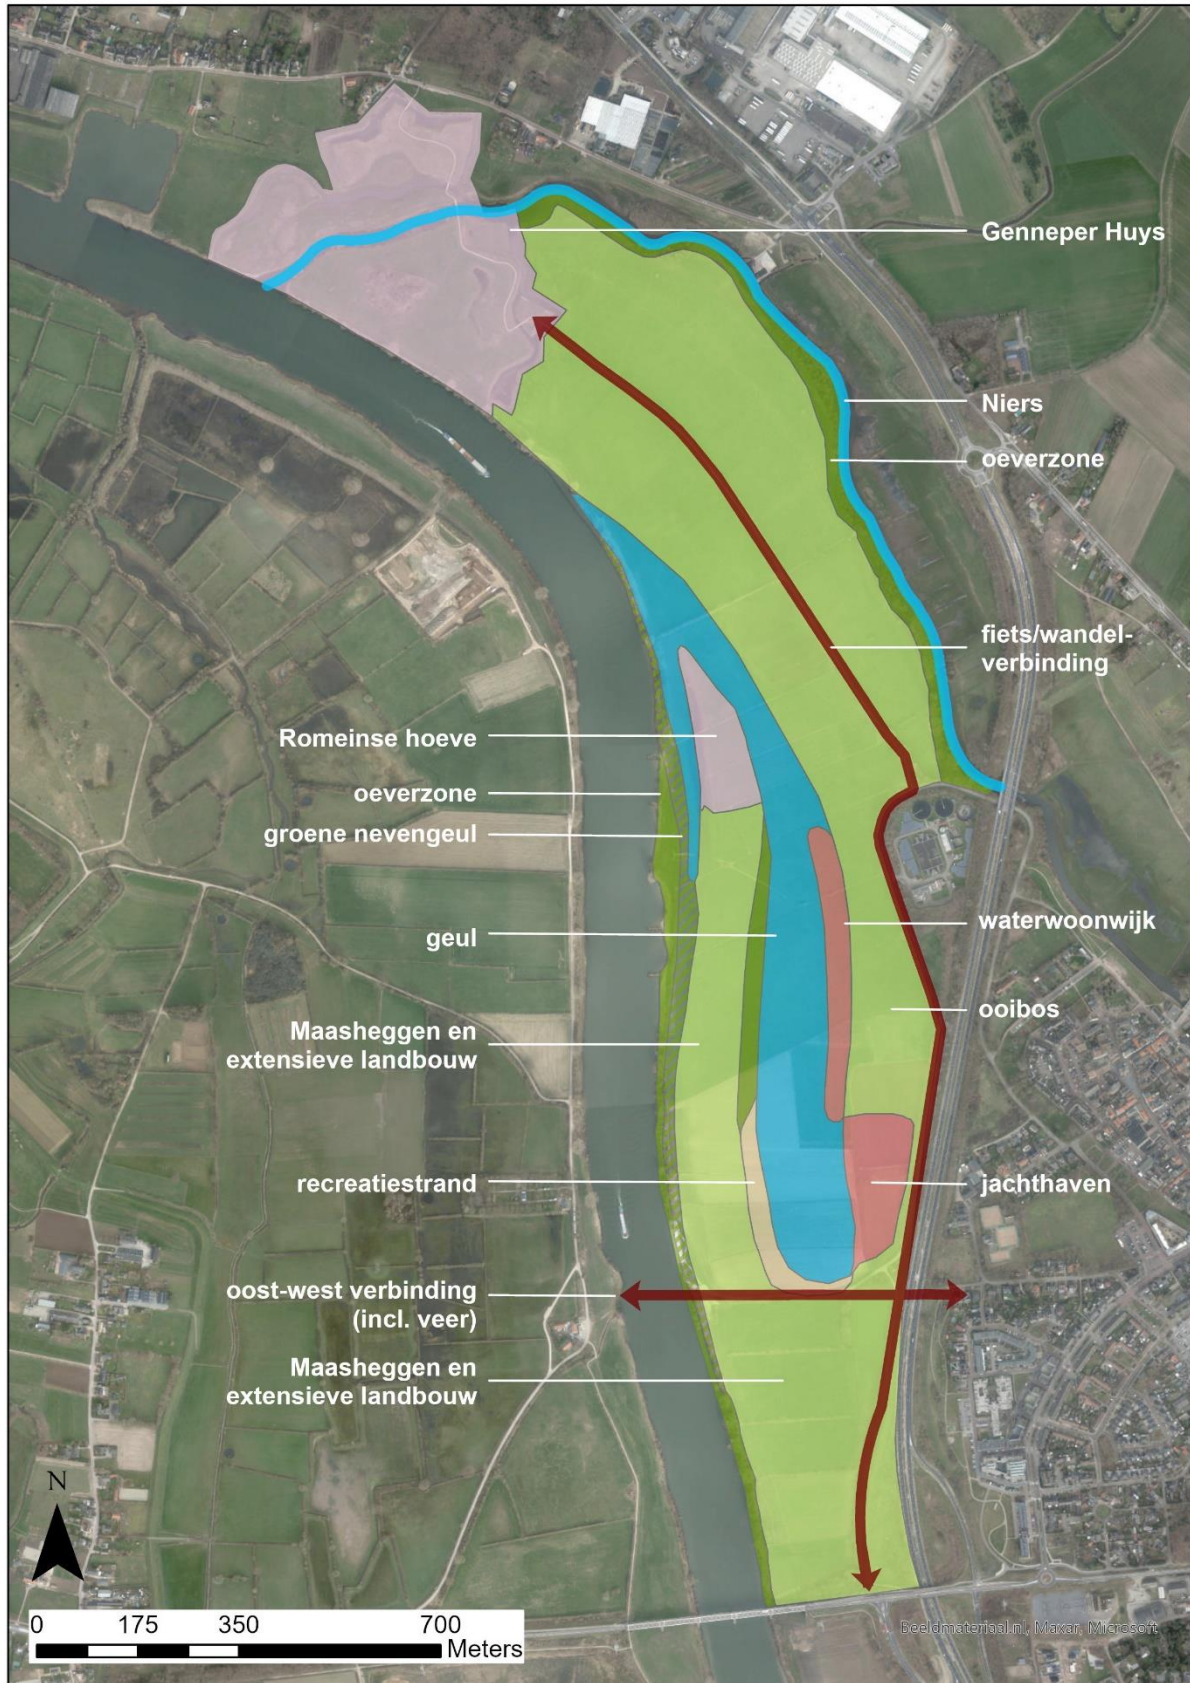 Genneper Huys
Niers
oeverzone
fiets/wandel-
verbinding
Romeinse hoeve
oeverzone
groene nevengeul
waterwoonwijk
geul
ooibos
Maasheggen en
extensieve landbouw
recreatiestrand
jachthaven
oost-west verbinding
(incl. veer)
Maasheggen en
extensieve landbouw
N
0 175 350 700
Meters
Beeldmateriaal.nl, Maxar, Microsoft